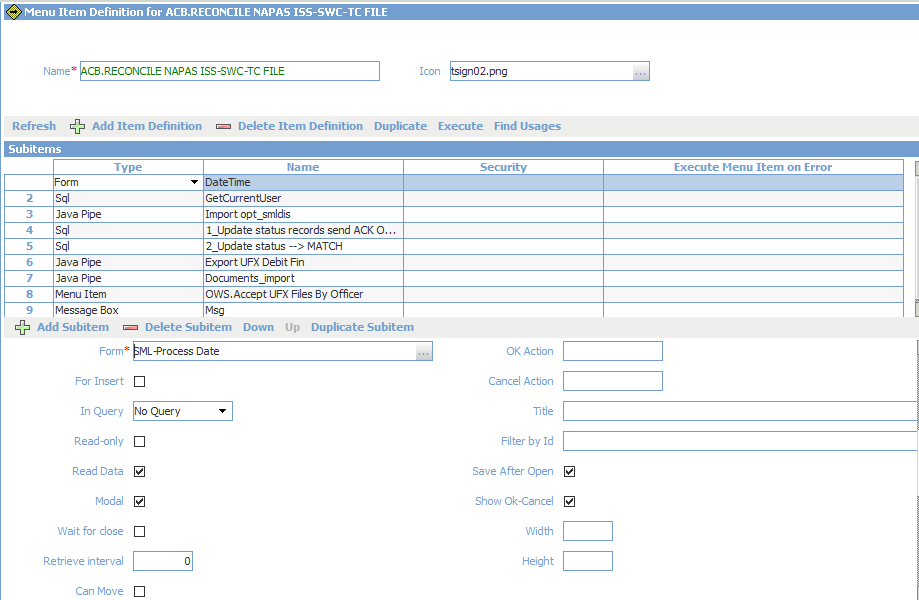 Menu Item Definition for ACB.RECONCILE NAPAS ISS-SWC-TC FILE
Name* ACB.RECONCILE NAPAS ISS-SWC-TC FILE Icon tsign02.png ...
Refresh Add Item Definition Delete Item Definition Duplicate Execute Find Usages
Subitems
Type Name Security Execute Menu Item on Error
Form DateTime
2 Sql GetCurrentUser
3 Java Pipe Import opt_smldis
4 Sql 1_Update status records send ACK O...
5 Sql 2_Update status --> MATCH
6 Java Pipe Export UFX Debit Fin
7 Java Pipe Documents_import
8 Menu Item OWS.Accept UFX Files By Officer
9 Message Box Msg
Add Subitem Delete Subitem Down Up Duplicate Subitem
Form* SML-Process Date ... OK Action
For Insert Cancel Action
In Query No Query Title
Read-only Filter by Id
Read Data Save After Open
Modal Show Ok-Cancel
Wait for close Width
Retrieve interval 0 Height
Can Move